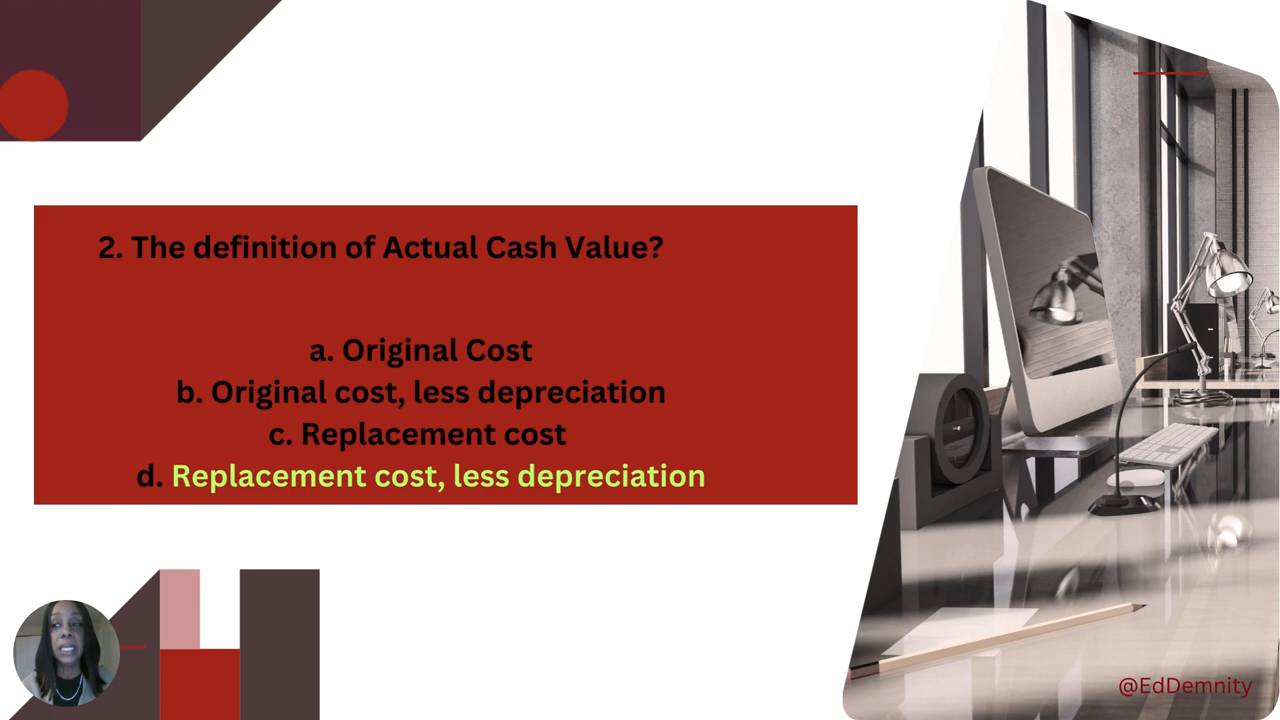 2. The definition of Actual Cash Value?
a. Original Cost
b. Original cost, less depreciation
c. Replacement cost
d. Replacement cost, less depreciation
@EdDemnity